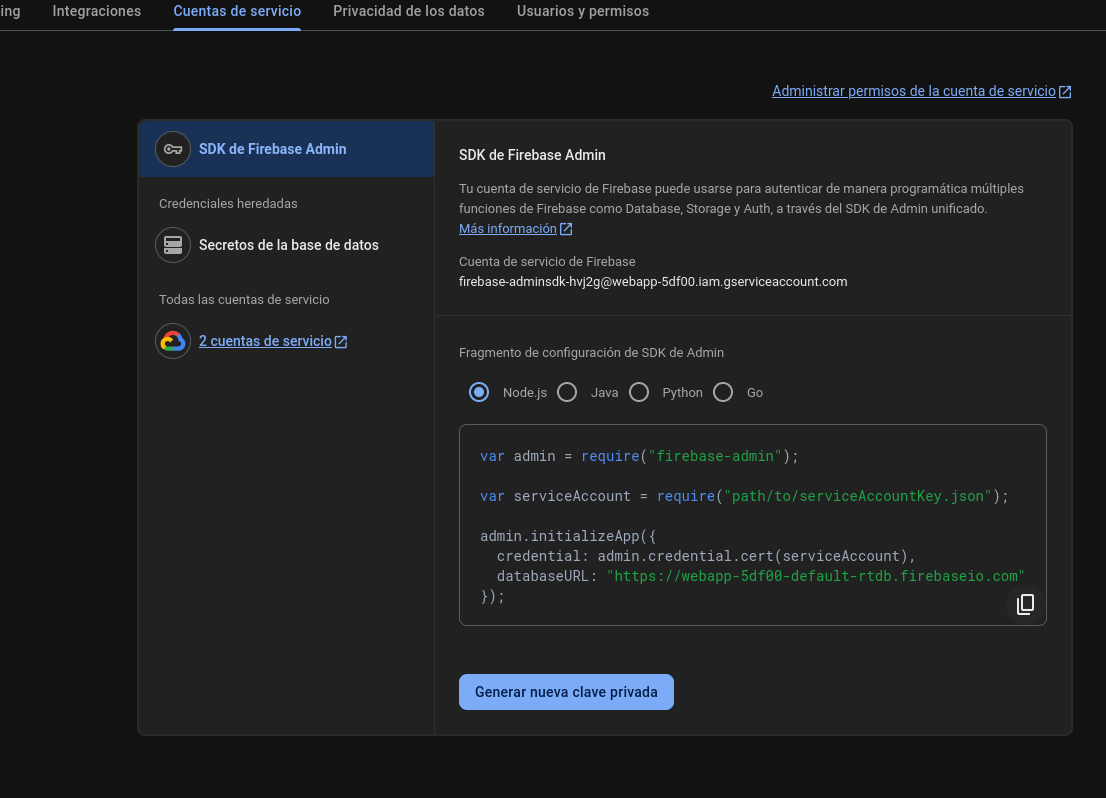 ing Integraciones Cuentas de servicio Privacidad de los datos Usuarios y permisos
Administrar permisos de la cuenta de servicio
SDK de Firebase Admin
Credenciales heredadas
Secretos de la base de datos
Todas las cuentas de servicio
2 cuentas de servicio
SDK de Firebase Admin
Tu cuenta de servicio de Firebase puede usarse para autenticar de manera programática múltiples
funciones de Firebase como Database, Storage y Auth, a través del SDK de Admin unificado.
Más información
Cuenta de servicio de Firebase
firebase-adminsdk-hvj2g@webapp-5df00.iam.gserviceaccount.com
Fragmento de configuración de SDK de Admin
Node.js Java Python Go
var admin = require("firebase-admin");
var serviceAccount = require("path/to/serviceAccountKey.json");
admin.initializeApp({
  credential: admin.credential.cert(serviceAccount),
  databaseURL: "https://webapp-5df00-default-rtdb.firebaseio.com"
});
Generar nueva clave privada